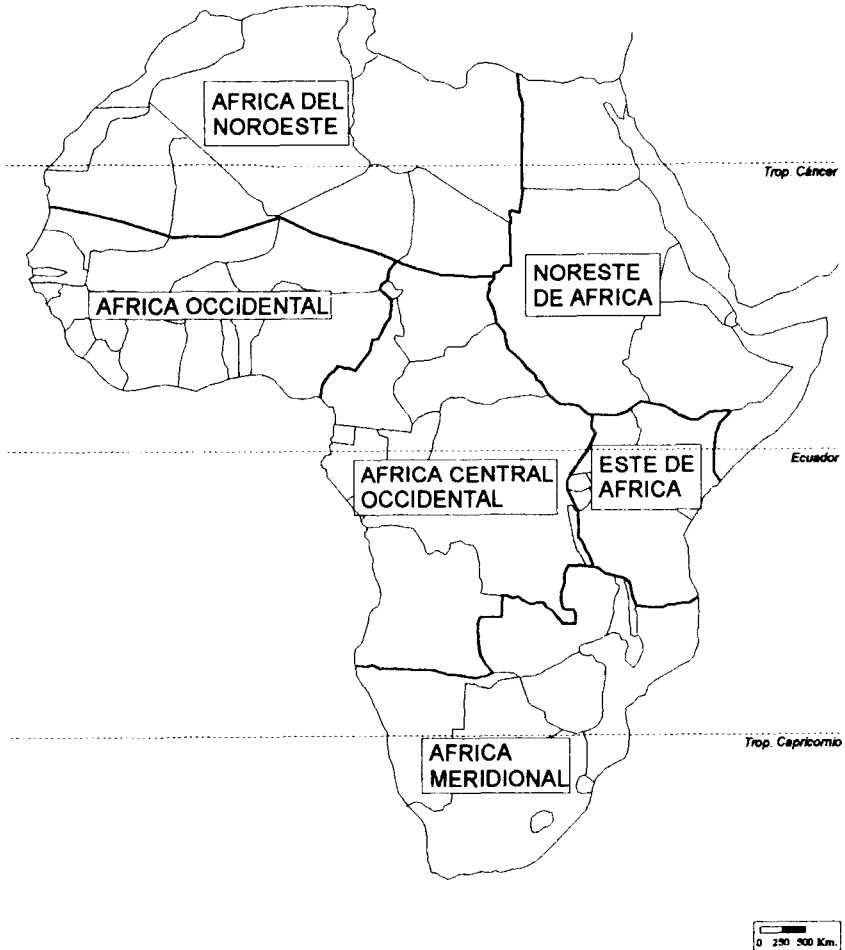 AFRICA DEL
NOROESTE
Trop. Cáncer
NORESTE
DE AFRICA
AFRICA OCCIDENTAL
Ecuador
AFRICA CENTRAL
OCCIDENTAL
ESTE DE
AFRICA
Trop. Capricornio
AFRICA
MERIDIONAL
0 250 500 Km.